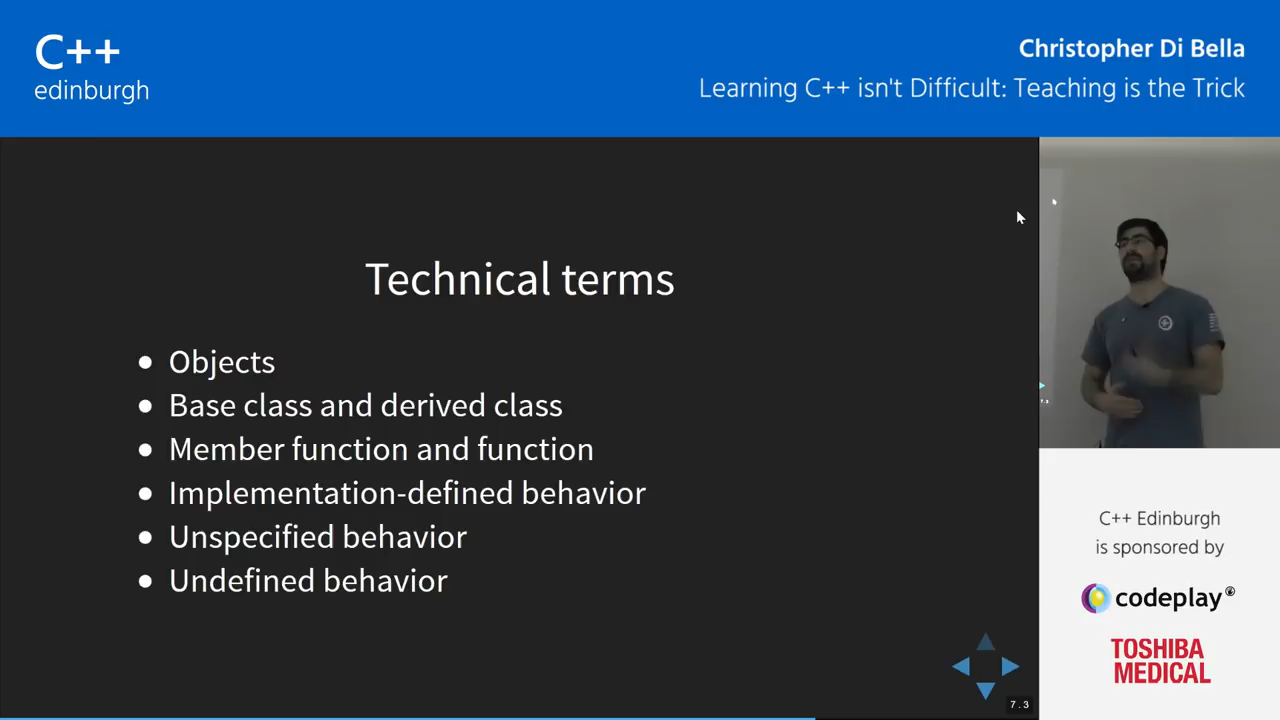 C++
edinburgh
Christopher Di Bella
Learning C++ isn't Difficult: Teaching is the Trick
Technical terms
Objects
Base class and derived class
Member function and function
Implementation-defined behavior
Unspecified behavior
Undefined behavior
7.3
C++ Edinburgh
is sponsored by
codeplay
TOSHIBA
MEDICAL